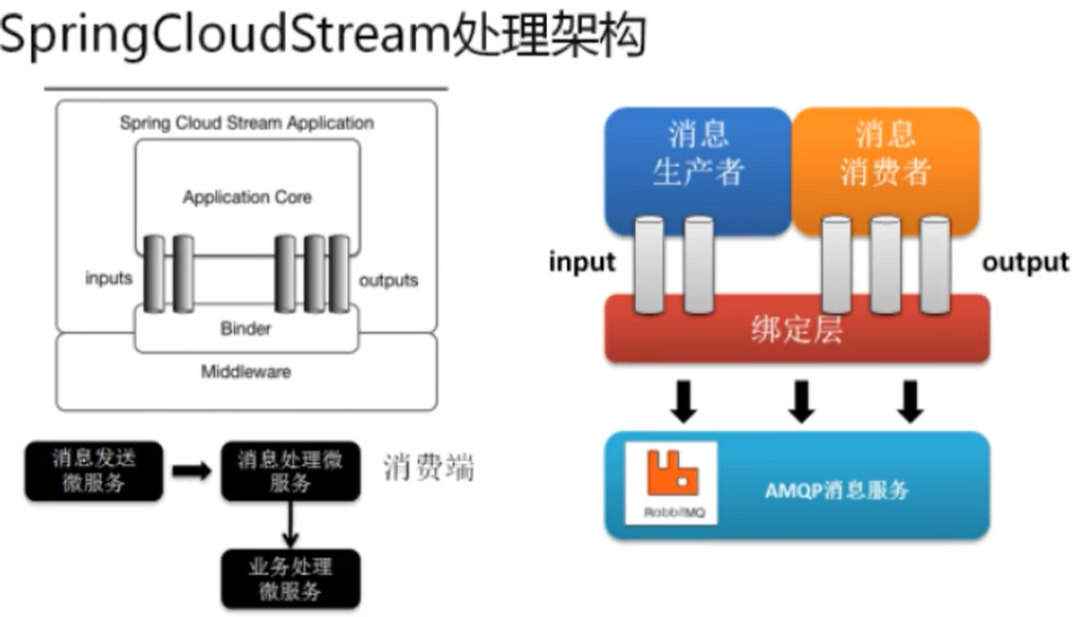 SpringCloudStream处理架构
Spring Cloud Stream Application
Application Core
inputs
outputs
Binder
Middleware
消息发送
微服务
消息处理微
服务
消费端
业务处理
微服务
消息
生产者
消息
消费者
input
output
绑定层
RabbitMQ
AMQP消息服务